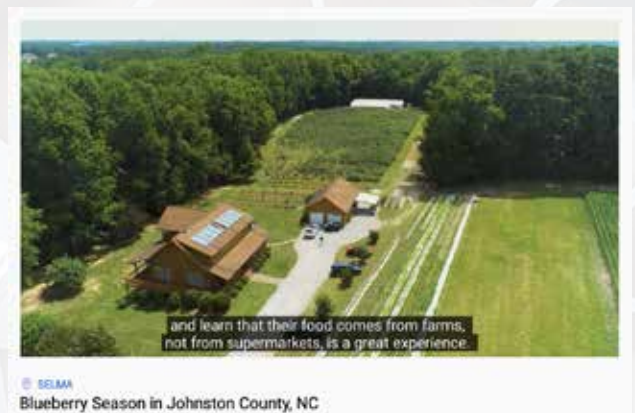 and learn that their food comes from farms,
not from supermarkets, is a great experience.
SELMA
Blueberry Season in Johnston County, NC